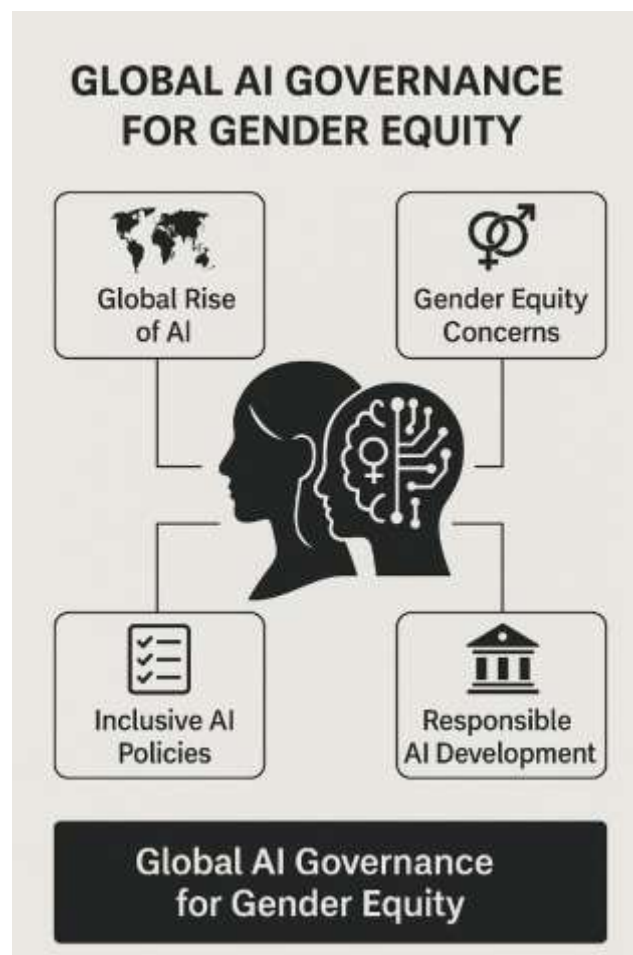 GLOBAL AI GOVERNANCE
FOR GENDER EQUITY
Global Rise
of AI
Gender Equity
Concerns
Inclusive AI
Policies
Responsible
AI Development
Global AI Governance
for Gender Equity